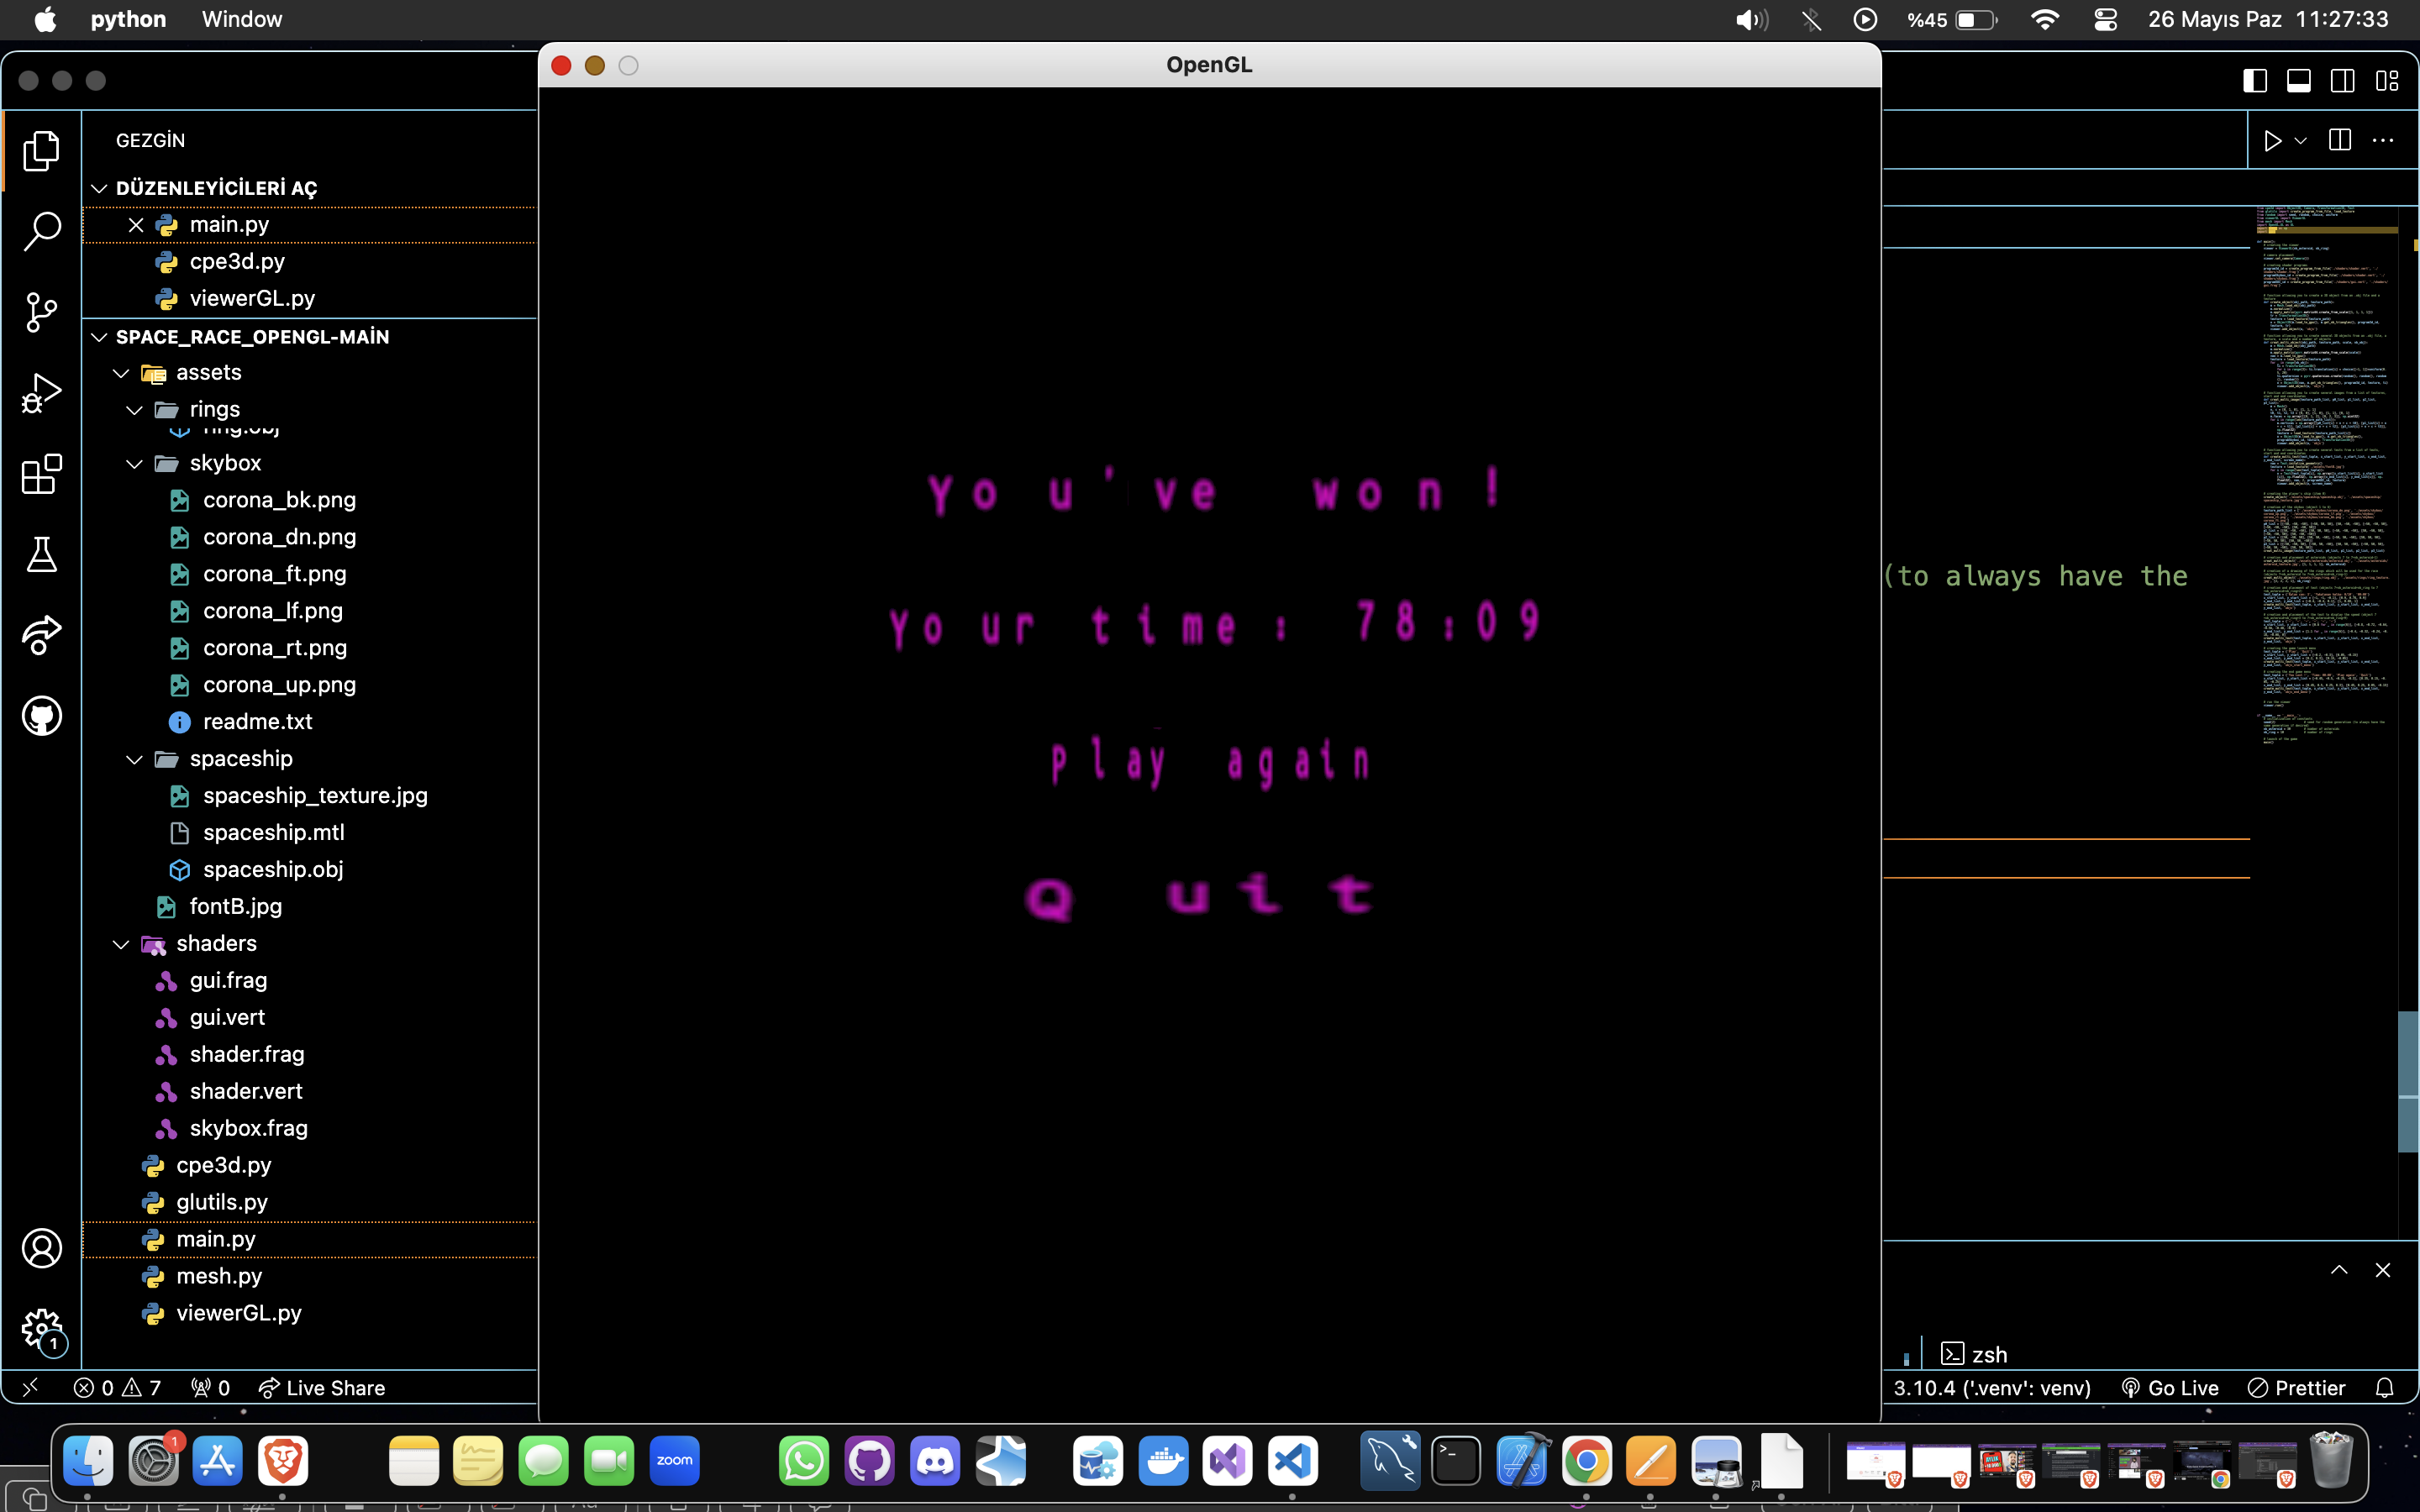 python Window
%45 26 Mayıs Paz 11:27:33
OpenGL
GEZGİN
DÜZENLEYİCİLERİ AÇ
main.py
cpe3d.py
viewerGL.py
SPACE_RACE_OPENGL-MAİN
assets
rings
ring.obj
skybox
corona_bk.png
corona_dn.png
corona_ft.png
corona_lf.png
corona_rt.png
corona_up.png
readme.txt
spaceship
spaceship_texture.jpg
spaceship.mtl
spaceship.obj
fontB.jpg
shaders
gui.frag
gui.vert
shader.frag
shader.vert
skybox.frag
cpe3d.py
glutils.py
main.py
mesh.py
viewerGL.py
1
You've won!
Your time: 78:09
Play again
Quit
(to always have the
zsh
0 7 0 Live Share
3.10.4 ('.venv': venv) Go Live Prettier
1
zoom